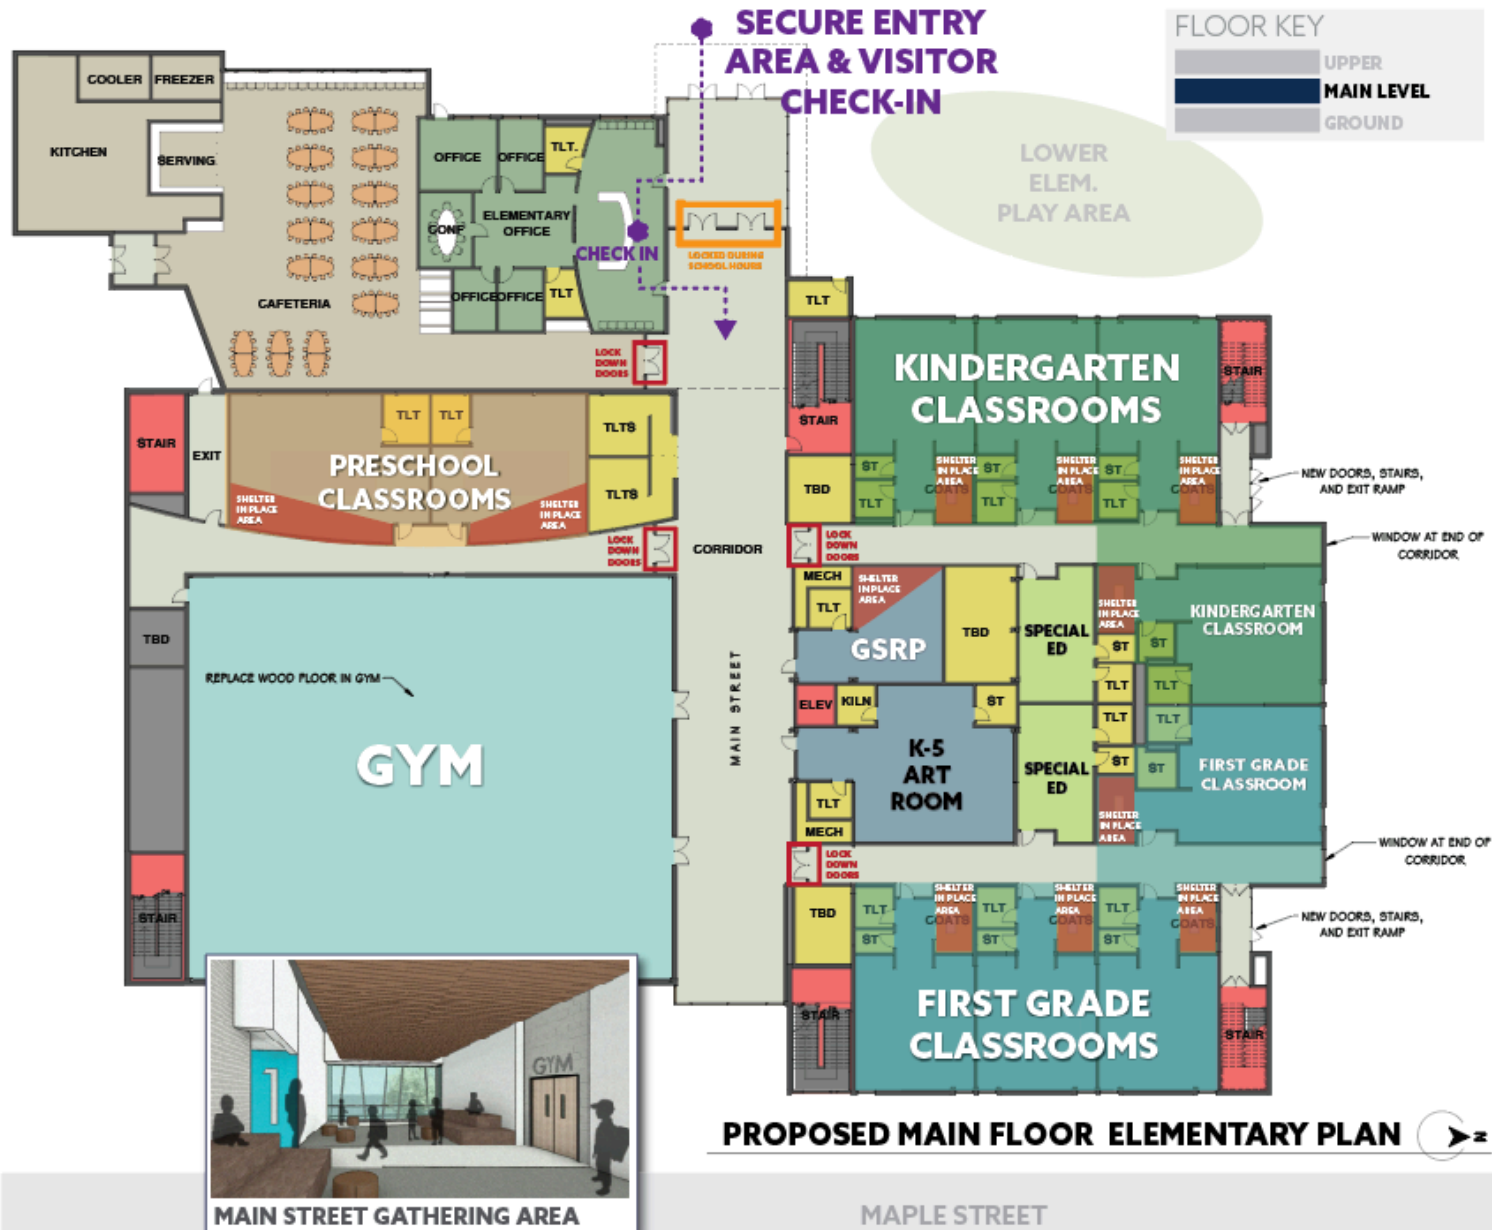 SECURE ENTRY
AREA & VISITOR
CHECK-IN
FLOOR KEY
UPPER
MAIN LEVEL
GROUND
COOLER
FREEZER
KITCHEN
SERVING
OFFICE
OFFICE
TLT.
ELEMENTARY
OFFICE
CONF
CHECK IN
OFFICE
OFFICE
TLT
CAFETERIA
LOCKED DURING
SCHOOL HOURS
LOWER
ELEM.
PLAY AREA
TLT
LOCK
DOWN
DOORS
STAIR
KINDERGARTEN
CLASSROOMS
STAIR
STAIR
EXIT
TLT
TLT
TLTS
TLTS
PRESCHOOL
CLASSROOMS
SHELTER
IN PLACE
AREA
SHELTER
IN PLACE
AREA
TBD
ST
TLT
SHELTER
IN PLACE
AREA
COATS
ST
TLT
SHELTER
IN PLACE
AREA
COATS
ST
TLT
SHELTER
IN PLACE
AREA
COATS
NEW DOORS, STAIRS,
AND EXIT RAMP
LOCK
DOWN
DOORS
CORRIDOR
LOCK
DOWN
DOORS
WINDOW AT END OF
CORRIDOR
MECH
TLT
SHELTER
IN PLACE
AREA
GSRP
TBD
SPECIAL
ED
SHELTER
IN PLACE
AREA
ST
ST
TLT
TLT
KINDERGARTEN
CLASSROOM
TBD
REPLACE WOOD FLOOR IN GYM
GYM
MAIN STREET
ELEV
KILN
ST
K-5
ART
ROOM
SPECIAL
ED
TLT
TLT
ST
ST
FIRST GRADE
CLASSROOM
SHELTER
IN PLACE
AREA
TLT
MECH
LOCK
DOWN
DOORS
WINDOW AT END OF
CORRIDOR
STAIR
TBD
TLT
ST
SHELTER
IN PLACE
AREA
COATS
TLT
ST
SHELTER
IN PLACE
AREA
COATS
TLT
ST
SHELTER
IN PLACE
AREA
COATS
NEW DOORS, STAIRS,
AND EXIT RAMP
STAIR
FIRST GRADE
CLASSROOMS
STAIR
1
GYM
MAIN STREET GATHERING AREA
PROPOSED MAIN FLOOR ELEMENTARY PLAN
N
MAPLE STREET